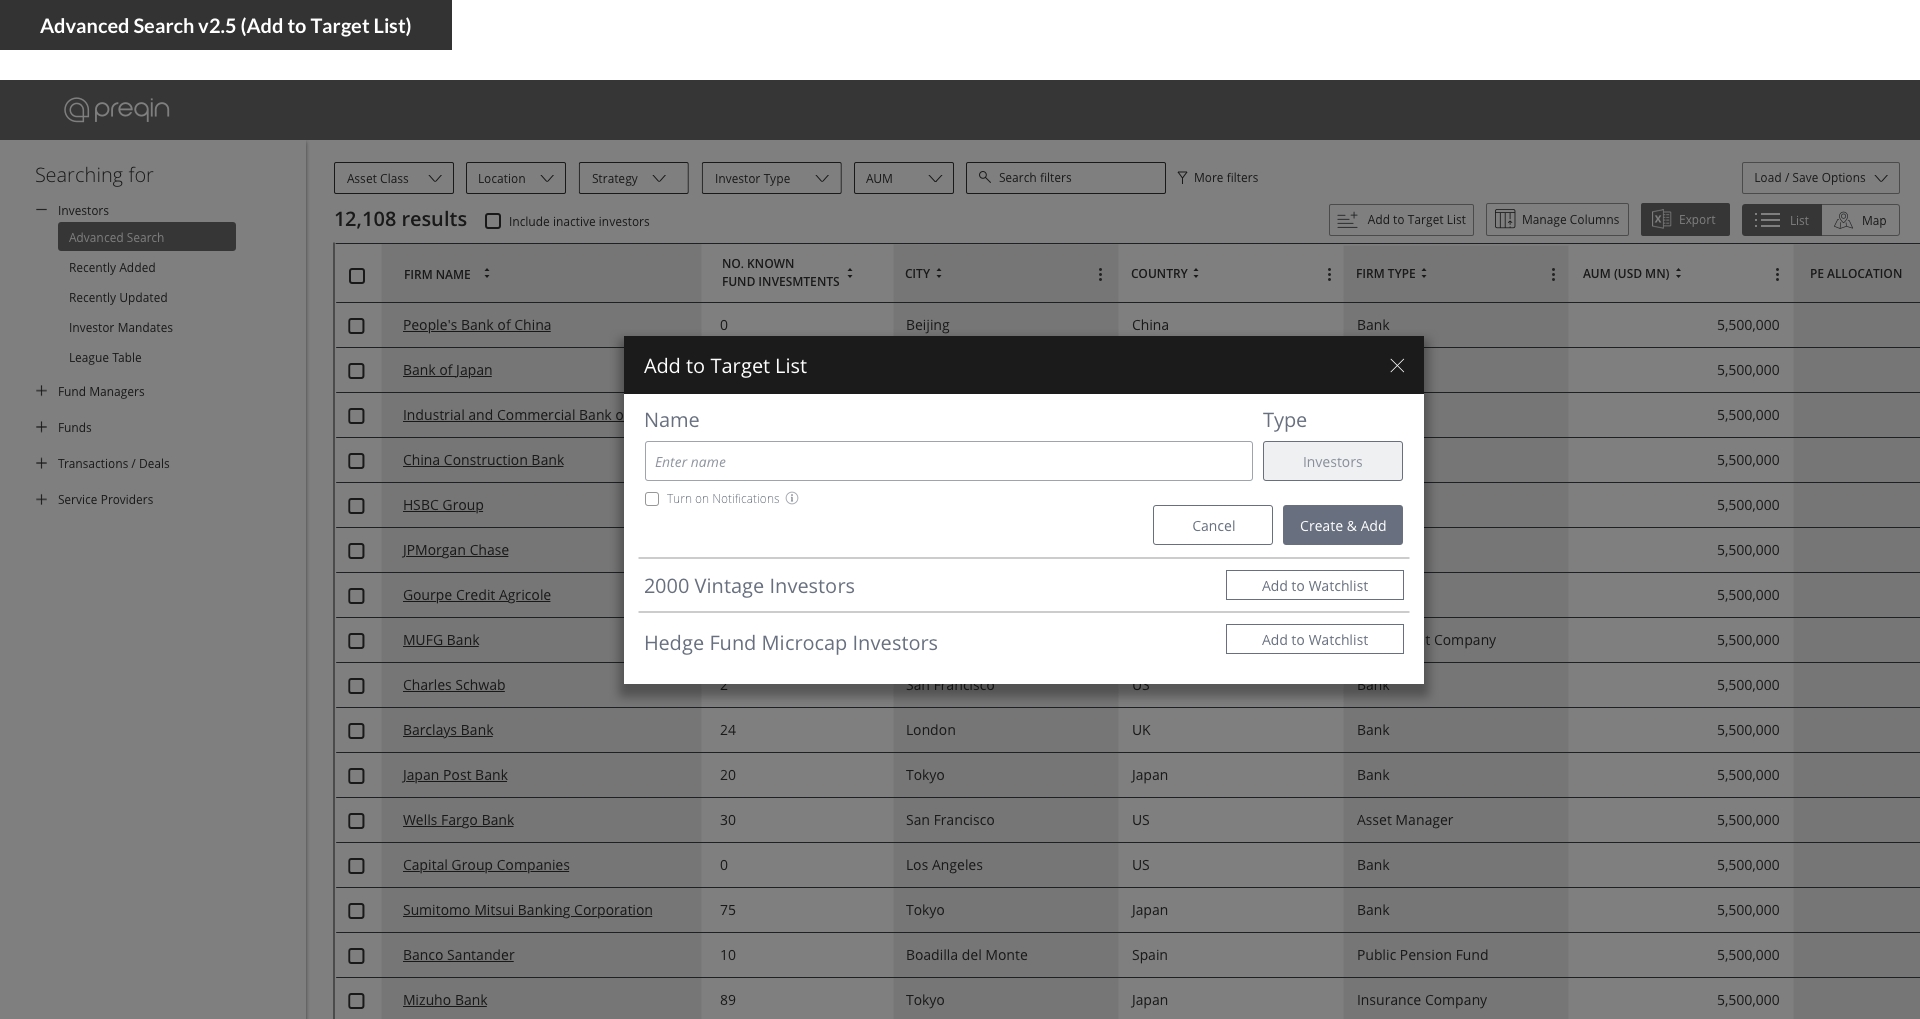 Advanced Search v2.5 (Add to Target List)
preqin
Searching for
Investors
Advanced Search
Recently Added
Recently Updated
Investor Mandates
League Table
Fund Managers
Funds
Transactions / Deals
Service Providers
Asset Class Location Strategy Investor Type AUM Search filters More filters Load / Save Options
12,108 results Include inactive investors Add to Target List Manage Columns Export List Map
FIRM NAME NO. KNOWN
FUND INVESMTENTS CITY COUNTRY FIRM TYPE AUM (USD MN) PE ALLOCATION
People's Bank of China 0 Beijing China Bank 5,500,000
Bank of Japan 5,500,000
Industrial and Commercial Bank o 5,500,000
China Construction Bank 5,500,000
HSBC Group 5,500,000
JPMorgan Chase 5,500,000
Gourpe Credit Agricole 5,500,000
MUFG Bank t Company 5,500,000
Charles Schwab 2 San Francisco US Bank 5,500,000
Barclays Bank 24 London UK Bank 5,500,000
Japan Post Bank 20 Tokyo Japan Bank 5,500,000
Wells Fargo Bank 30 San Francisco US Asset Manager 5,500,000
Capital Group Companies 0 Los Angeles US Bank 5,500,000
Sumitomo Mitsui Banking Corporation 75 Tokyo Japan Bank 5,500,000
Banco Santander 10 Boadilla del Monte Spain Public Pension Fund 5,500,000
Mizuho Bank 89 Tokyo Japan Insurance Company 5,500,000
Add to Target List
Name Type
Enter name Investors
Turn on Notifications
Cancel Create & Add
2000 Vintage Investors Add to Watchlist
Hedge Fund Microcap Investors Add to Watchlist